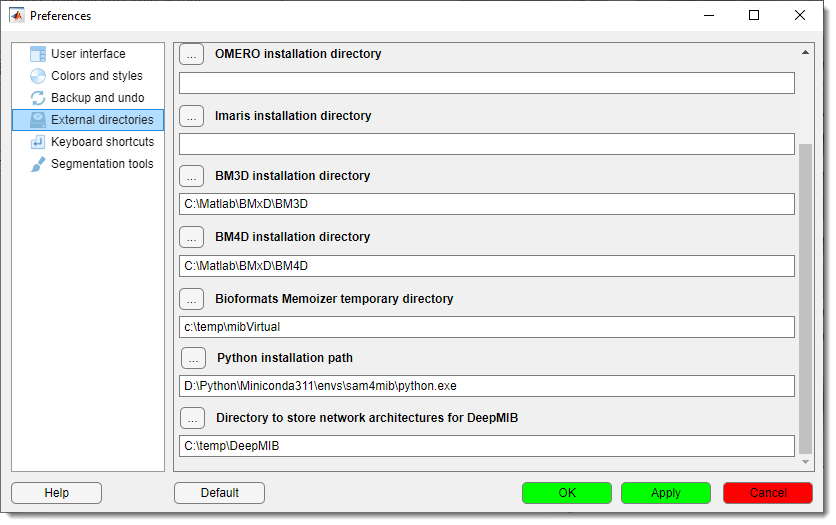 Preferences
User interface
Colors and styles
Backup and undo
External directories
Keyboard shortcuts
Segmentation tools
... OMERO installation directory
... Imaris installation directory
... BM3D installation directory
C:\Matlab\BMxD\BM3D
... BM4D installation directory
C:\Matlab\BMxD\BM4D
... Bioformats Memoizer temporary directory
c:\temp\mibVirtual
... Python installation path
D:\Python\Miniconda311\envs\sam4mib\python.exe
... Directory to store network architectures for DeepMIB
C:\temp\DeepMIB
Help Default OK Apply Cancel